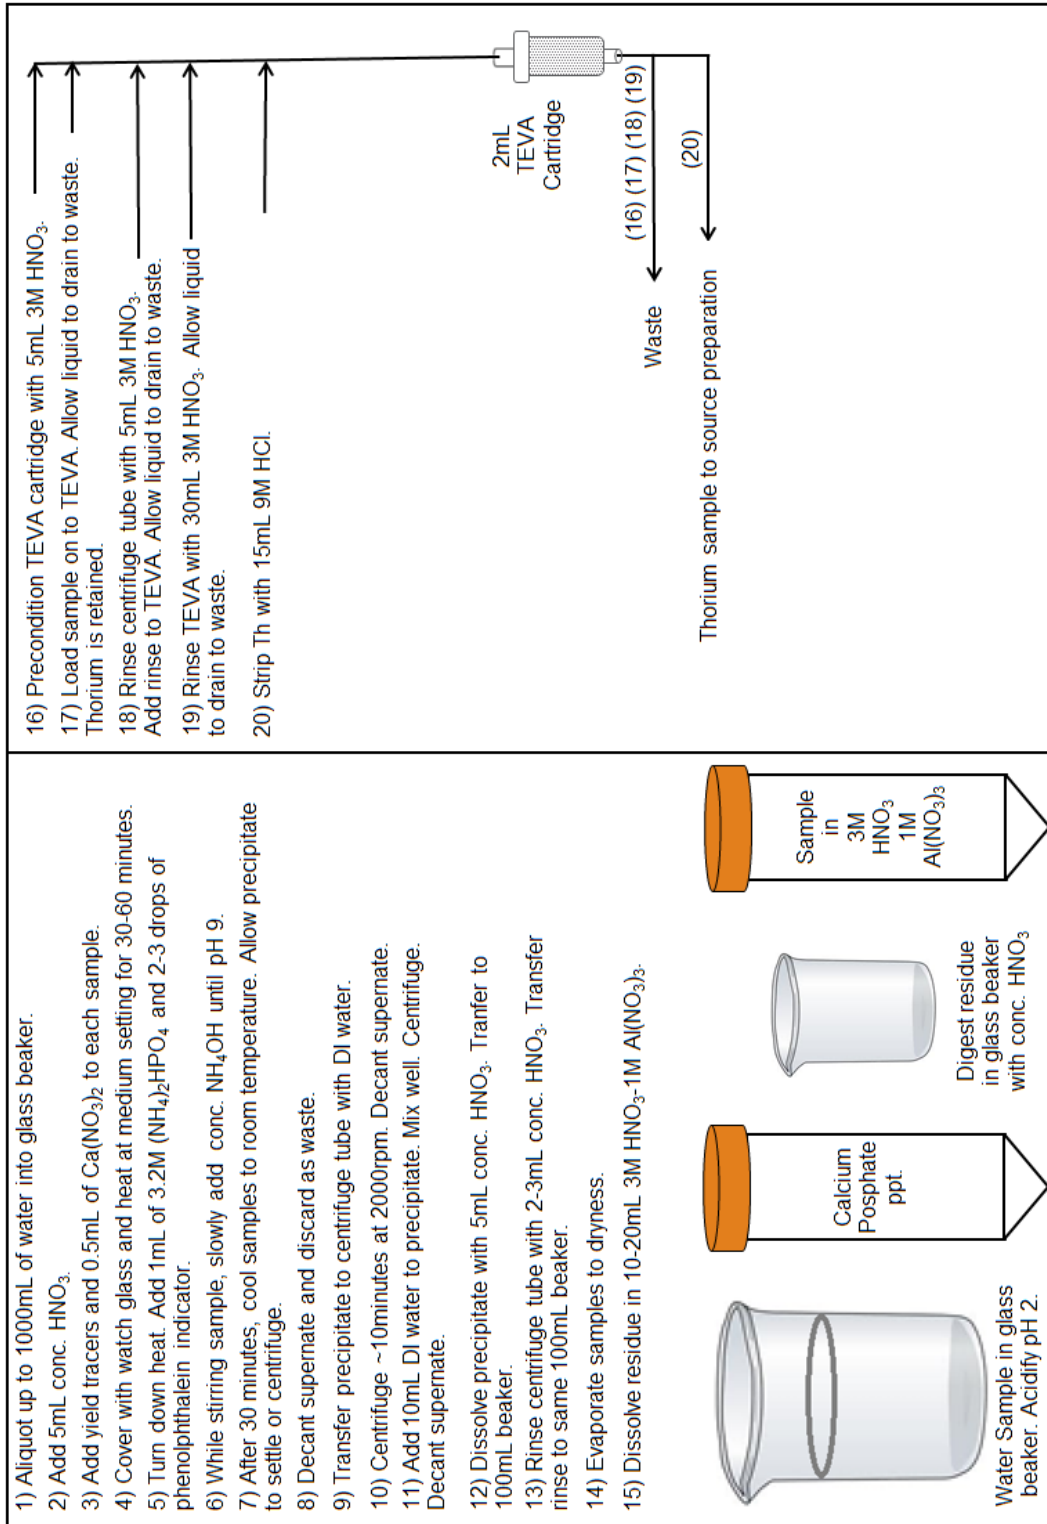 1) Aliquot up to 1000mL of water into glass beaker.
2) Add 5mL conc. HNO₃.
3) Add yield tracers and 0.5mL of Ca(NO₃)₂ to each sample.
4) Cover with watch glass and heat at medium setting for 30-60 minutes.
5) Turn down heat. Add 1mL of 3.2M (NH₄)₂HPO₄ and 2-3 drops of
phenolphthalein indicator.
6) While stirring sample, slowly add conc. NH₄OH until pH 9.
7) After 30 minutes, cool samples to room temperature. Allow precipitate
to settle or centrifuge.
8) Decant supernate and discard as waste.
9) Transfer precipitate to centrifuge tube with DI water.
10) Centrifuge ~10minutes at 2000rpm. Decant supernate.
11) Add 10mL DI water to precipitate. Mix well. Centrifuge.
Decant supernate.
12) Dissolve precipitate with 5mL conc. HNO₃. Tranfer to
100mL beaker.
13) Rinse centrifuge tube with 2-3mL conc. HNO₃. Transfer
rinse to same 100mL beaker.
14) Evaporate samples to dryness.
15) Dissolve residue in 10-20mL 3M HNO₃-1M Al(NO₃)₃.
Water Sample in glass
beaker. Acidify pH 2.
Calcium
Posphate
ppt.
Digest residue
in glass beaker
with conc. HNO₃
Sample
in
3M
HNO₃
1M
Al(NO₃)₃
16) Precondition TEVA cartridge with 5mL 3M HNO₃.
17) Load sample on to TEVA. Allow liquid to drain to waste.
Thorium is retained.
18) Rinse centrifuge tube with 5mL 3M HNO₃.
Add rinse to TEVA. Allow liquid to drain to waste.
19) Rinse TEVA with 30mL 3M HNO₃. Allow liquid
to drain to waste.
20) Strip Th with 15mL 9M HCl.
2mL
TEVA
Cartridge
(16) (17) (18) (19)
Waste
(20)
Thorium sample to source preparation